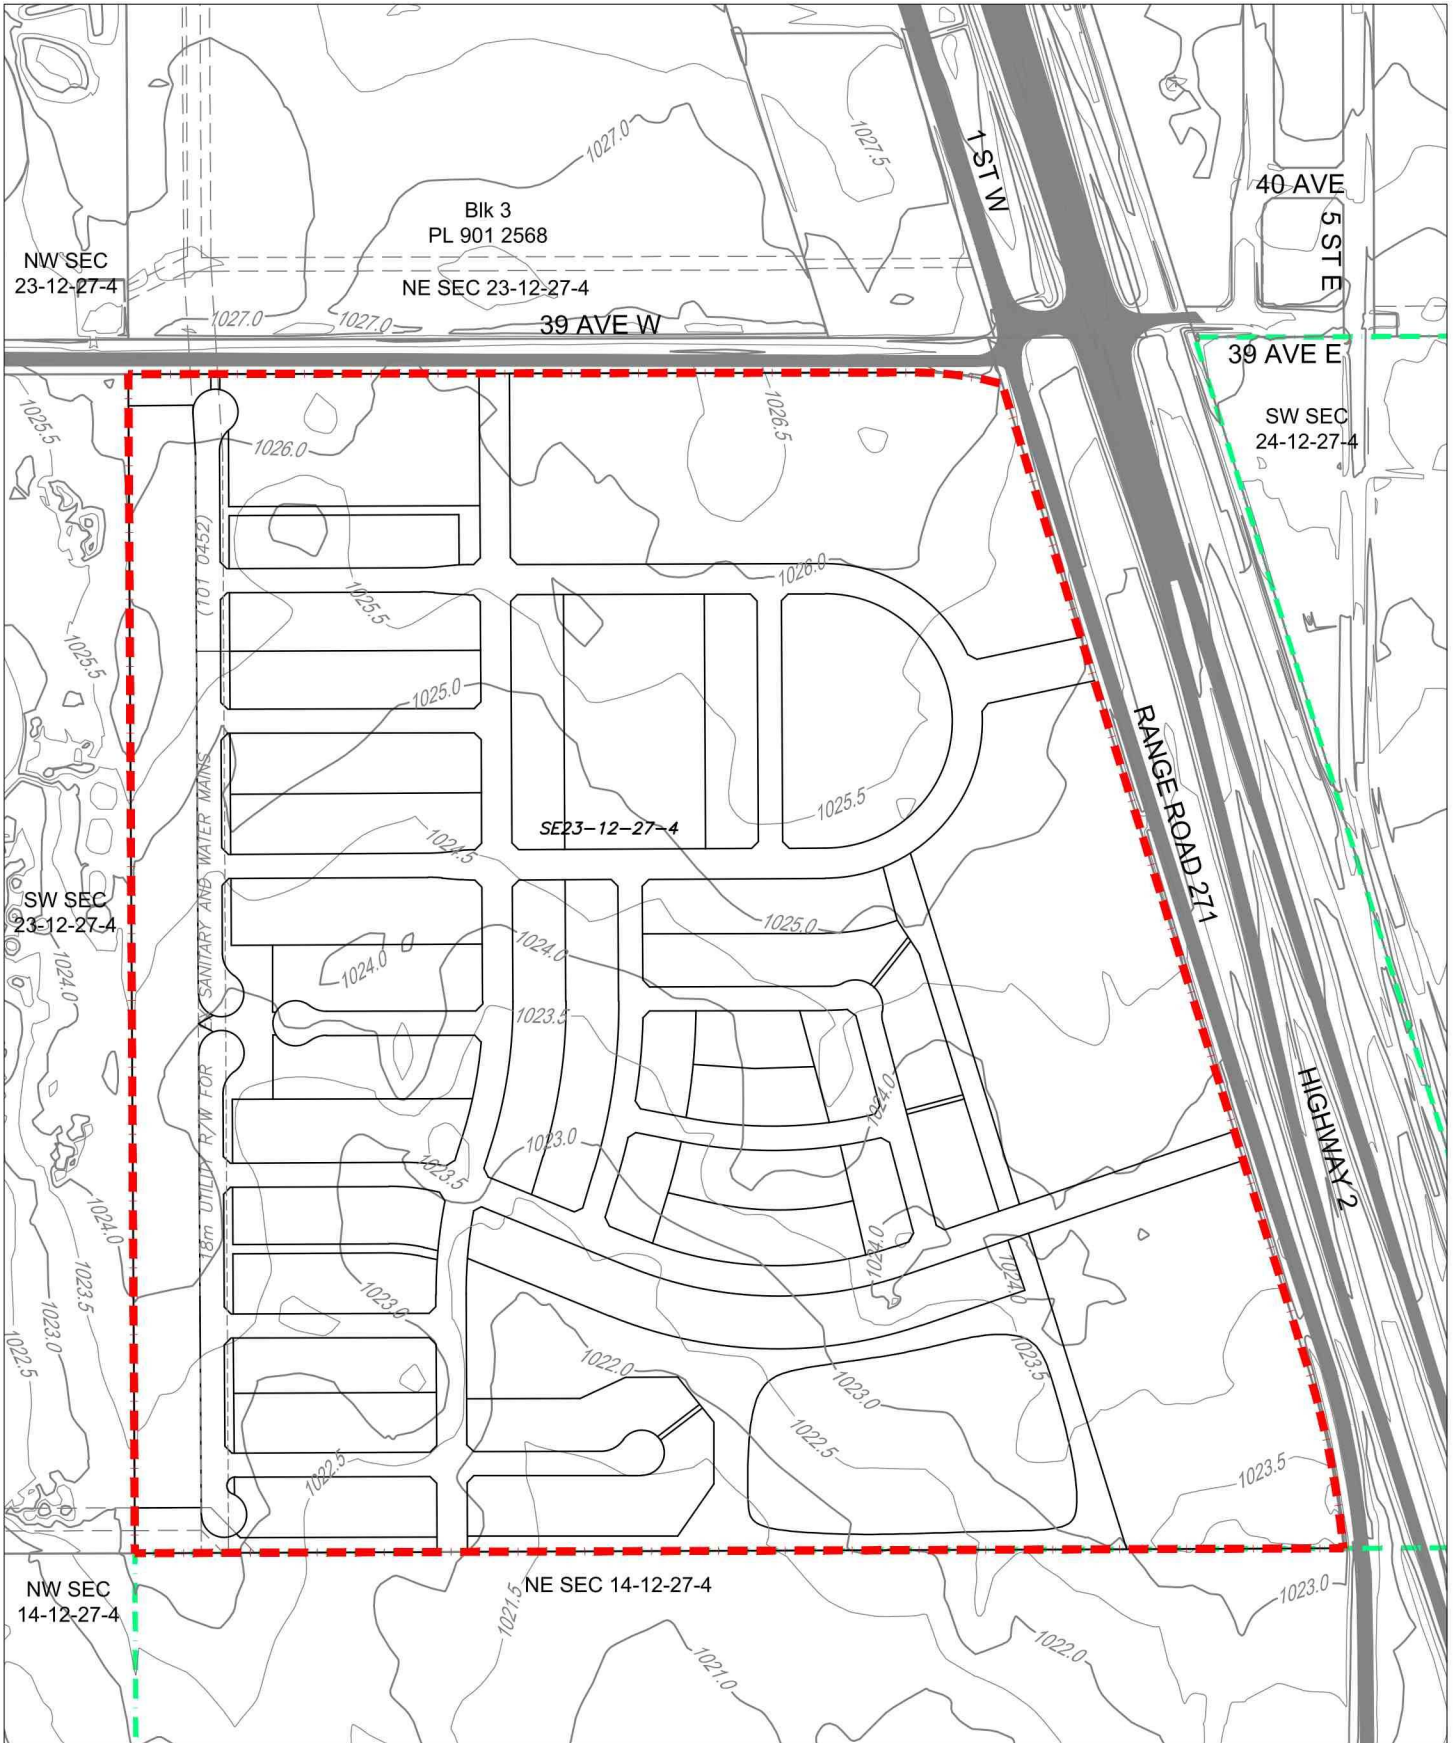 1027.0
1027.5
1 ST W
40 AVE
5 ST E
Blk 3
PL 901 2568
NW SEC
23-12-27-4
NE SEC 23-12-27-4
1027.0
1027.0
39 AVE W
39 AVE E
SW SEC
24-12-27-4
1025.5
1026.0
1026.5
1026.0
1025.5
1025.5
1025.0
RANGE ROAD 271
1025.5
SE23-12-27-4
1024.5
18m UTILITY R/W FOR SANITARY AND WATER MAINS (101 0452)
SW SEC
23-12-27-4
1025.0
1024.0
1024.0
1024.0
1023.5
HIGHWAY 2
1024.0
1023.0
1023.5
1024.0
1024.0
1024.0
1023.5
1023.0
1023.0
1022.5
1022.0
1023.5
1023.0
1022.5
1022.5
1023.5
NW SEC
14-12-27-4
NE SEC 14-12-27-4
1021.5
1023.0
1022.0
1021.0